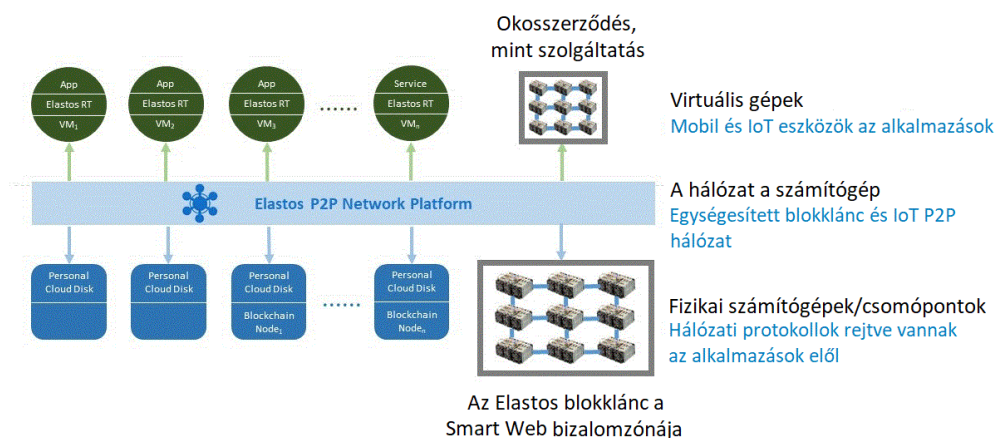 Okosszerződés,
mint szolgáltatás
App
Elastos RT
VM1
App
Elastos RT
VM2
App
Elastos RT
VM3
......
Service
Elastos RT
VMn
Virtuális gépek
Mobil és IoT eszközök az alkalmazások
Elastos P2P Network Platform
A hálózat a számítógép
Egységesített blokklánc és IoT P2P
hálózat
Personal
Cloud Disk
Personal
Cloud Disk
Personal
Cloud Disk
Blockchain
Node1
......
Personal
Cloud Disk
Blockchain
Noden
Fizikai számítógépek/csomópontok
Hálózati protokollok rejtve vannak
az alkalmazások elől
Az Elastos blokklánc a
Smart Web bizalomzónája